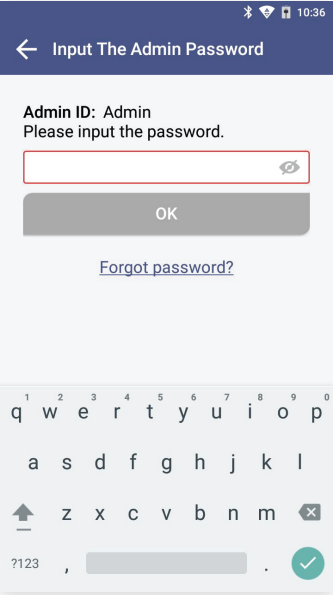 10:36
Input The Admin Password
Admin ID: Admin
Please input the password.
OK
Forgot password?
1 2 3 4 5 6 7 8 9 0
q w e r t y u i o p
a s d f g h j k l
z x c v b n m
?123 , .